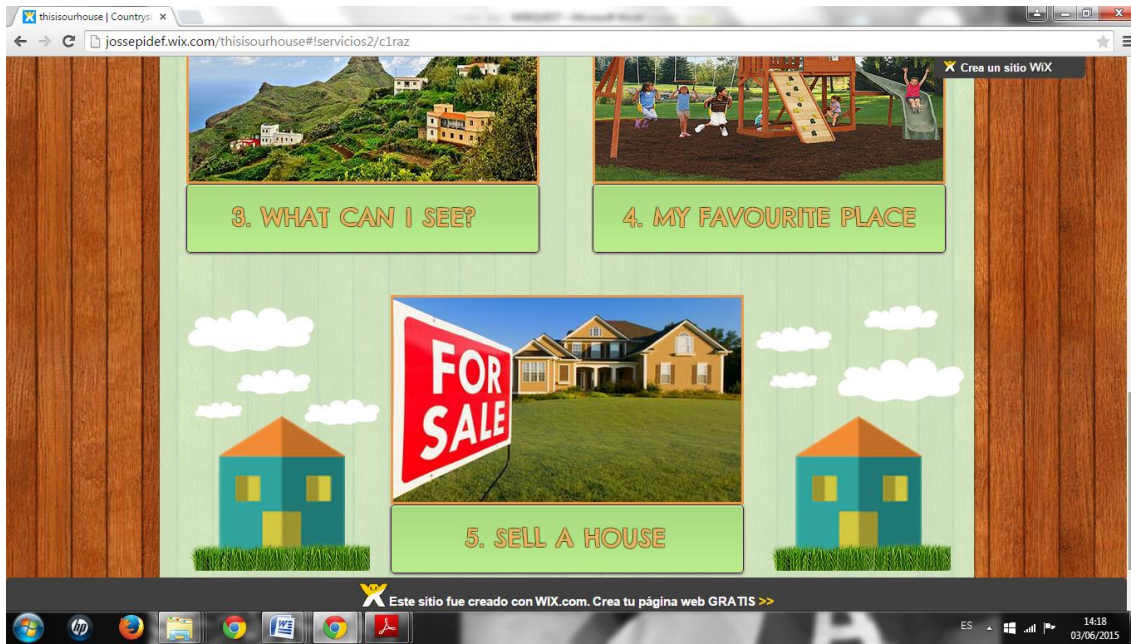 thisisourhouse | Countrys
jossepidef.wix.com/thisisourhouse#!servicios2/c1raz
Crea un sitio WiX
3. WHAT CAN I SEE?
4. MY FAVOURITE PLACE
FOR
SALE
5. SELL A HOUSE
Este sitio fue creado con WIX.com. Crea tu página web GRATIS >>
ES
14:18
03/06/2015